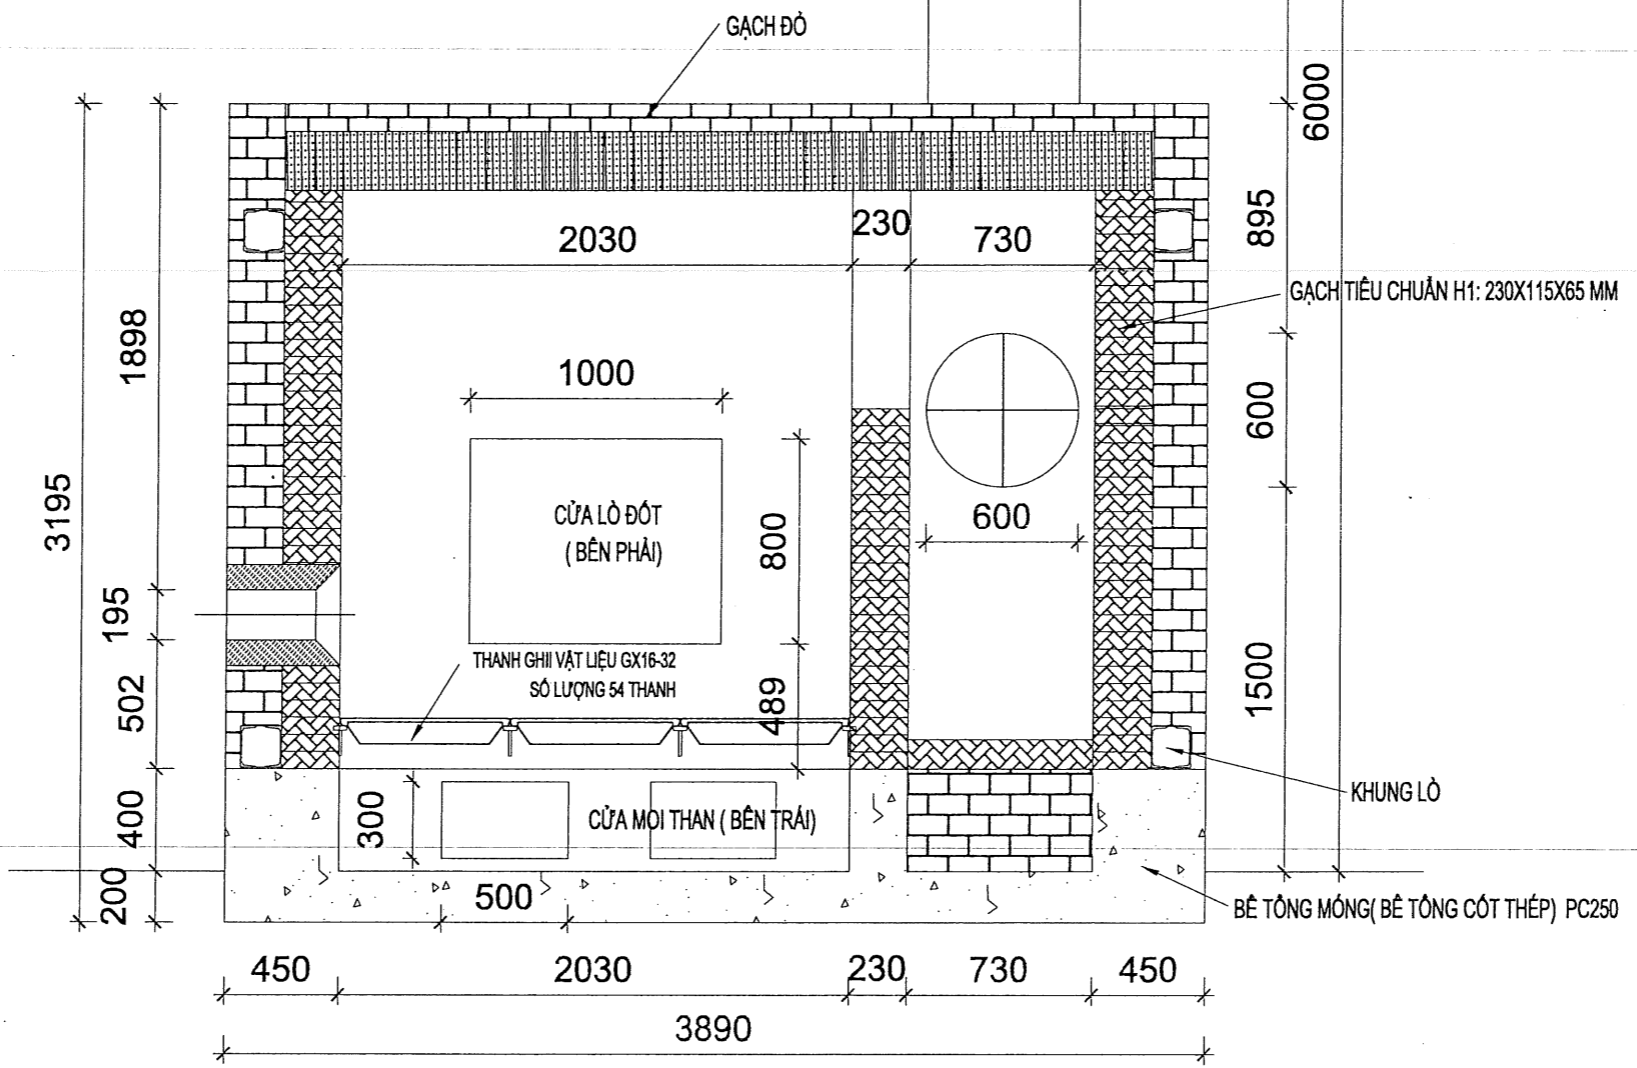 GẠCH ĐỎ
6000
2030
230
730
895
GẠCH TIÊU CHUẨN H1: 230X115X65 MM
1898
1000
600
3195
CỬA LÒ ĐỐT
( BÊN PHẢI)
800
600
195
THANH GHI VẬT LIỆU GX16-32
SỐ LƯỢNG 54 THANH
502
489
1500
400
300
CỬA MOI THAN ( BÊN TRÁI)
KHUNG LÒ
200
500
BÊ TÔNG MÓNG( BÊ TÔNG CỐT THÉP) PC250
450
2030
230
730
450
3890